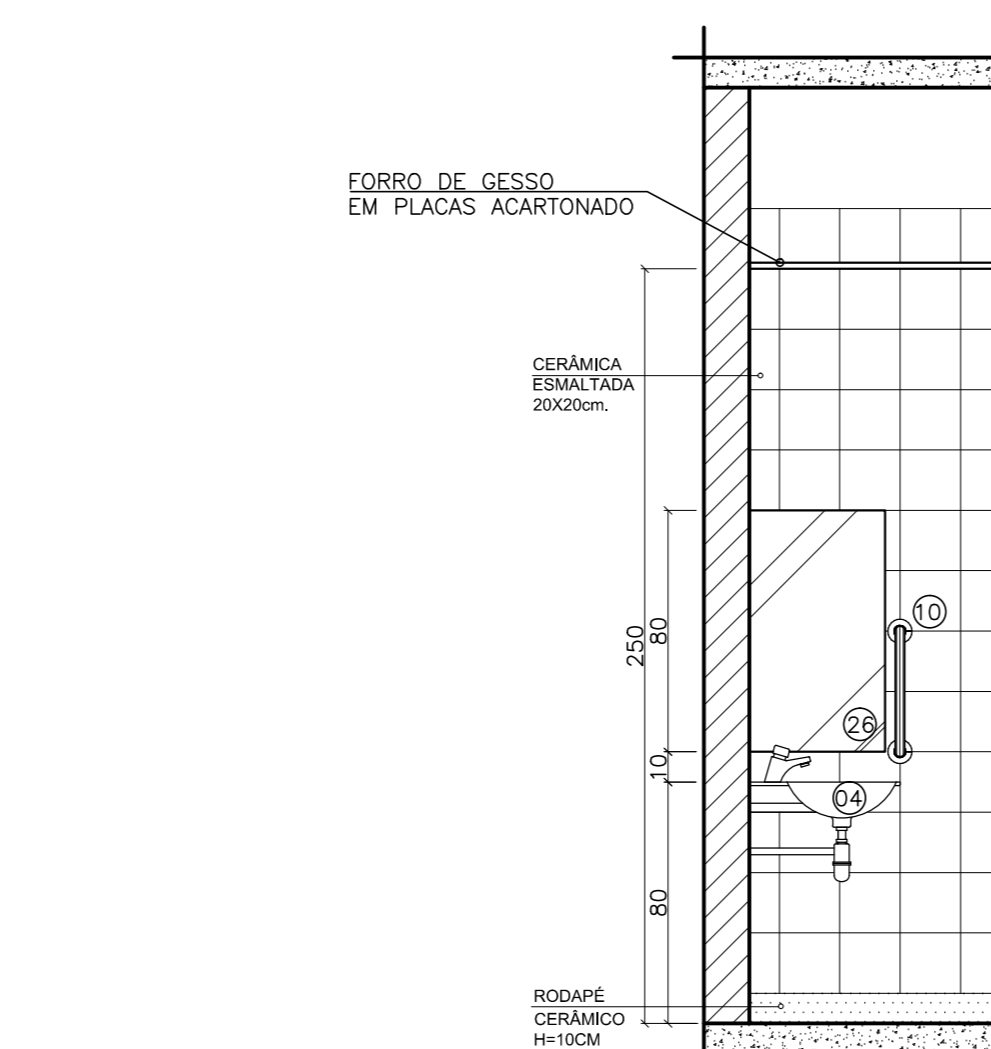 FORRO DE GESSO
EM PLACAS ACARTONADO
CERÂMICA
ESMALTADA
20X20cm.
10
250
80
26
10
04
80
RODAPÉ
CERÂMICO
H=10CM